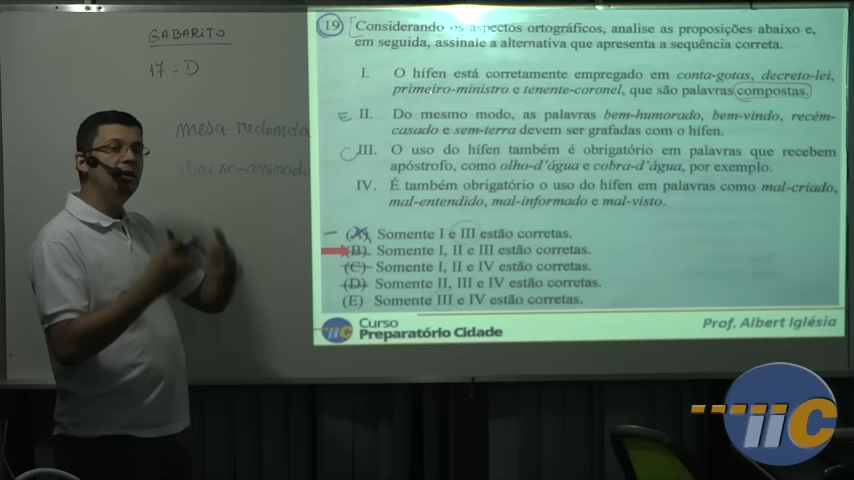 GABARITO
17 - D
mesa-redonda
abaixo-assinado
19 Considerando os aspectos ortográficos, analise as proposições abaixo e,
em seguida, assinale a alternativa que apresenta a sequência correta.
I. O hífen está corretamente empregado em conta-gotas, decreto-lei,
primeiro-ministro e tenente-coronel, que são palavras compostas.
E II. Do mesmo modo, as palavras bem-humorado, bem-vindo, recém-
casado e sem-terra devem ser grafadas com o hífen.
C III. O uso do hífen também é obrigatório em palavras que recebem
apóstrofo, como olho-d'água e cobra-d'água, por exemplo.
IV. É também obrigatório o uso do hífen em palavras como mal-criado,
mal-entendido, mal-informado e mal-visto.
(A) Somente I e III estão corretas.
(B) Somente I, II e III estão corretas.
(C) Somente I, II e IV estão corretas.
(D) Somente II, III e IV estão corretas.
(E) Somente III e IV estão corretas.
IIC Curso
Preparatório Cidade
Prof. Albert Iglésia
IIC